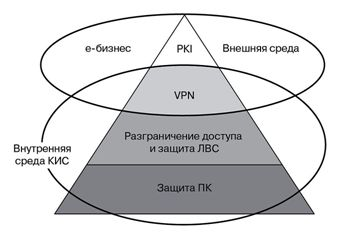 е-бизнес
PKI
Внешняя среда
VPN
Разграничение доступа
и защита ЛВС
Внутренняя
среда КИС
Защита ПК